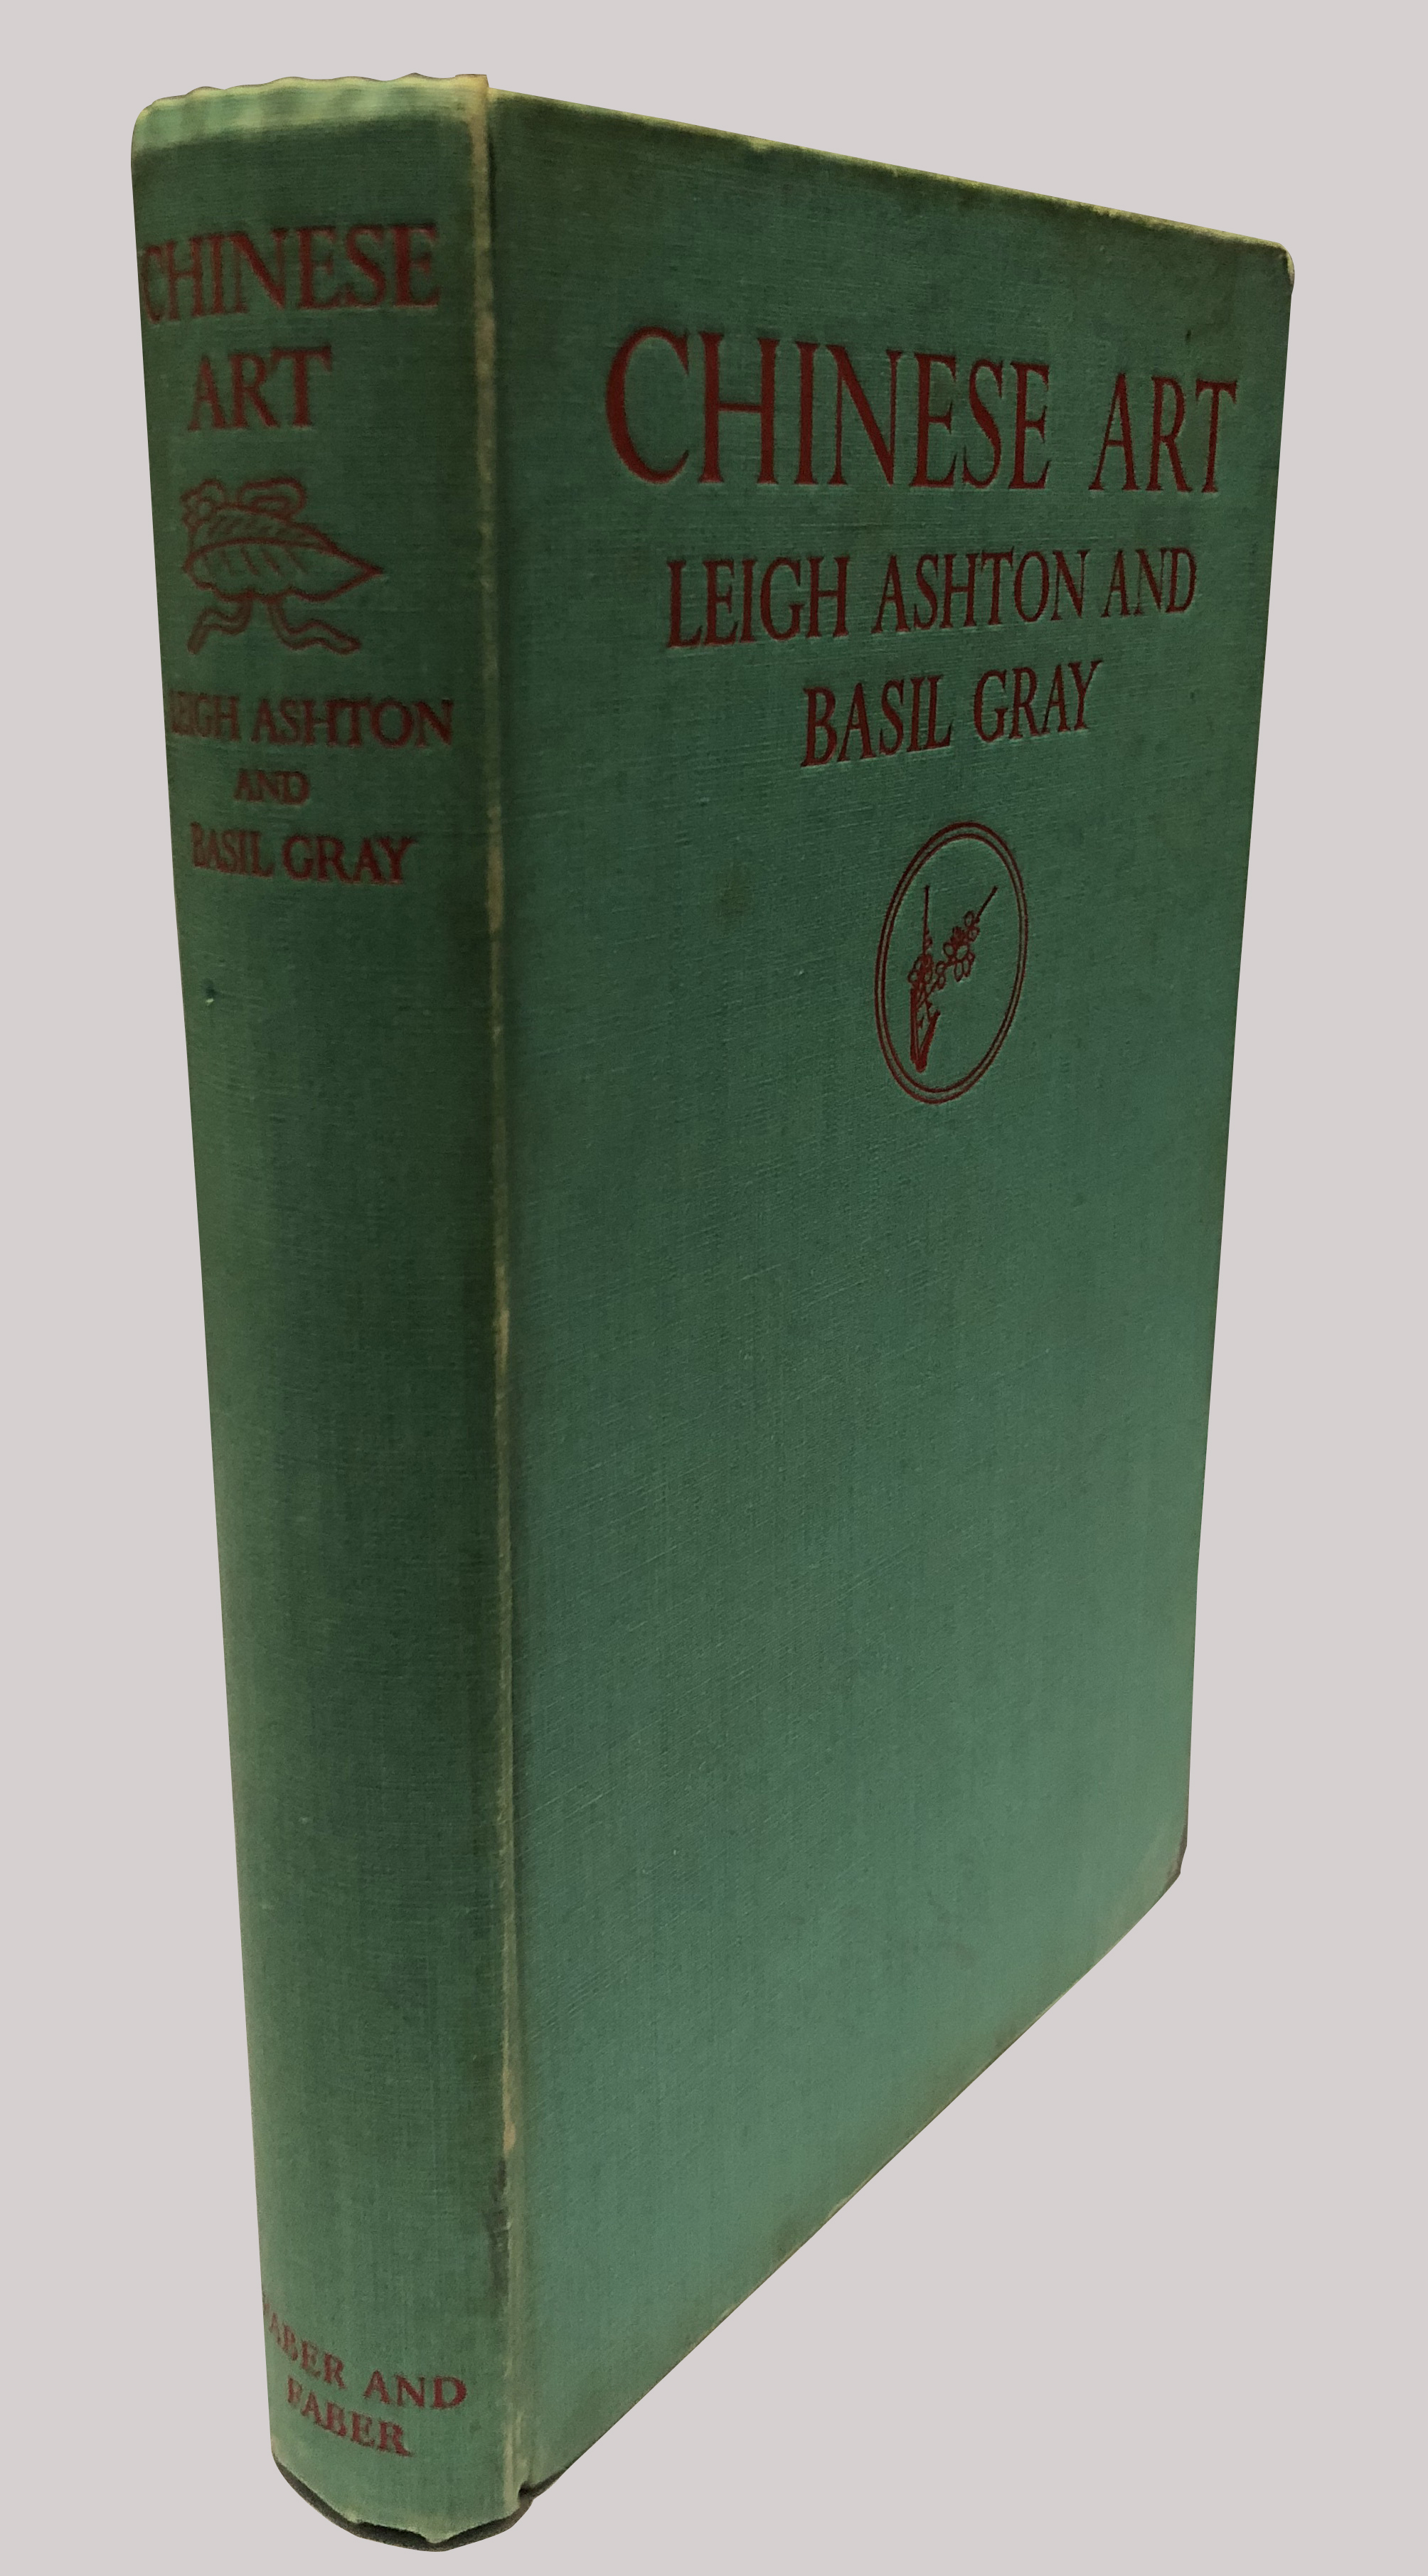 CHINESE
ART
LEIGH ASHTON
AND
BASIL GRAY
FABER AND
FABER
CHINESE ART
LEIGH ASHTON AND
BASIL GRAY